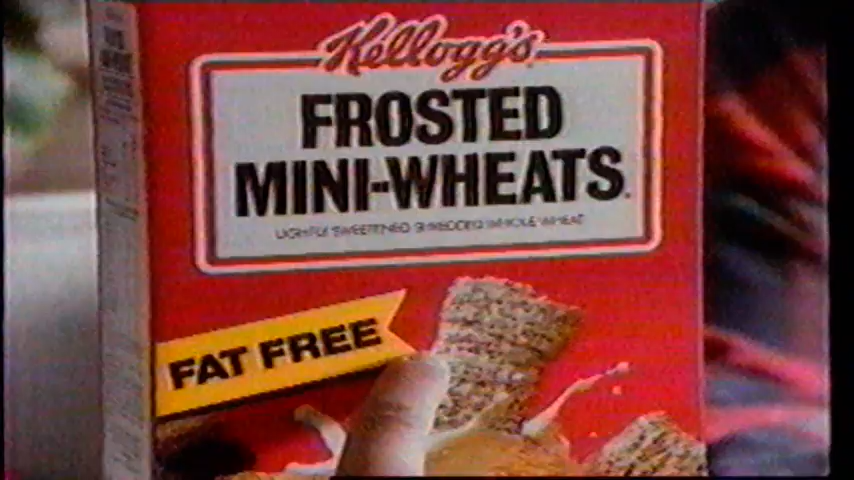 Kellogg's
FROSTED
MINI-WHEATS.
LIGHTLY SWEETENED SHREDDED WHOLE WHEAT
FAT FREE